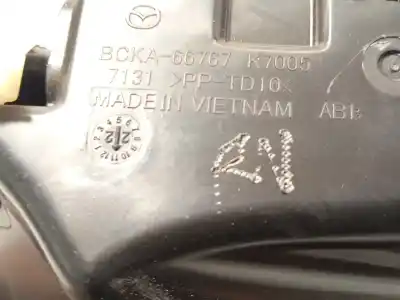 BCKA-66767 K7005
7131 >PP-TD10<
MADE IN VIETNAM ABB